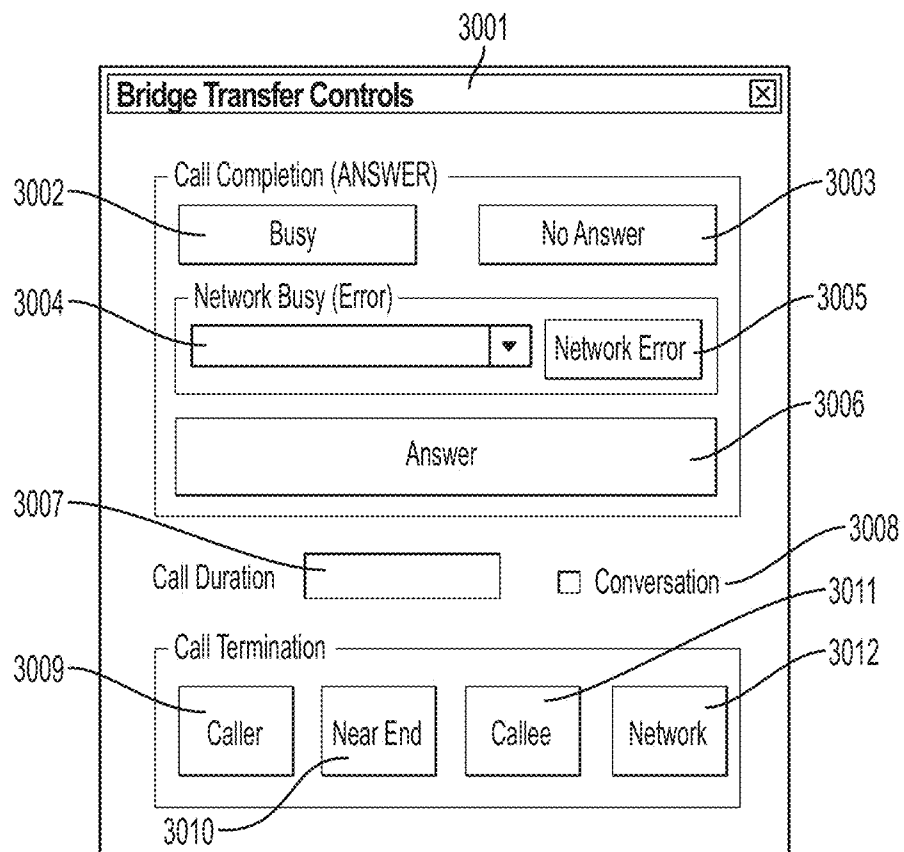 3001
Bridge Transfer Controls
Call Completion (ANSWER)
3002
3003
Busy
No Answer
3004
Network Busy (Error)
3005
Network Error
3006
Answer
3007
3008
Call Duration
Conversation
3011
Call Termination
3009
3012
Caller
Near End
Callee
Network
3010